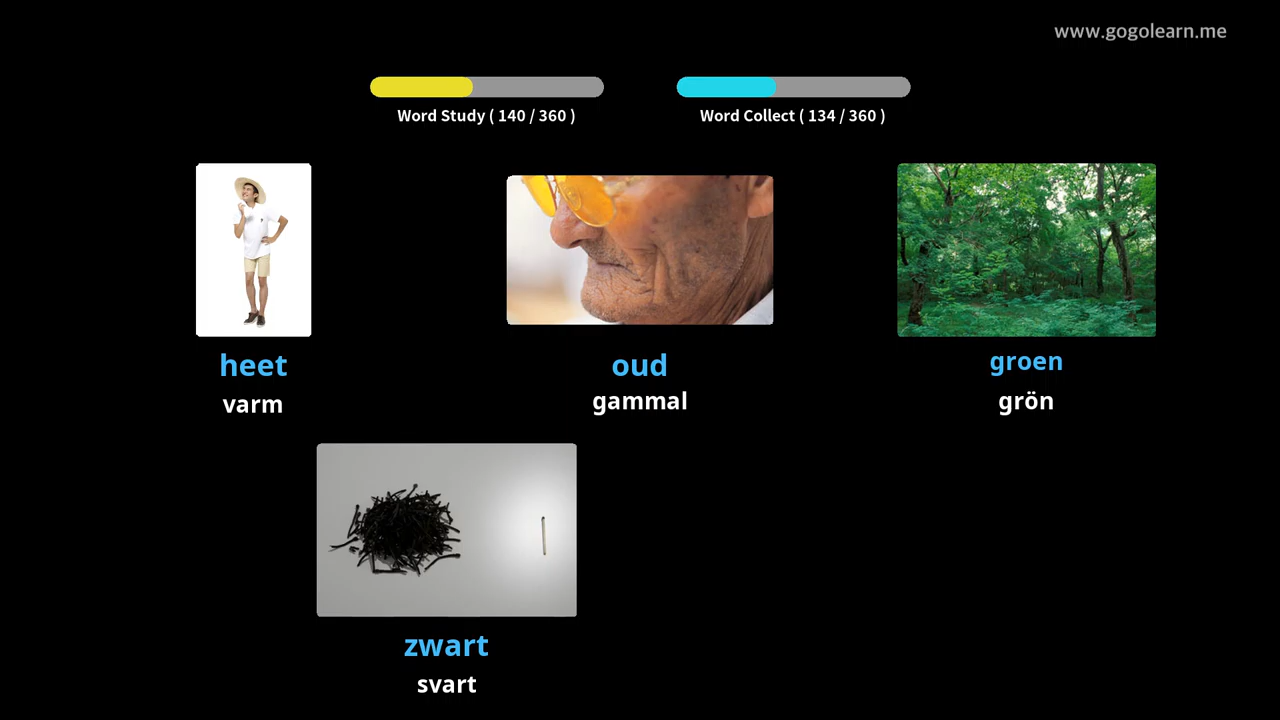 www.gogolearn.me
Word Study ( 140 / 360 )
Word Collect ( 134 / 360 )
heet
varm
oud
gammal
groen
grön
zwart
svart